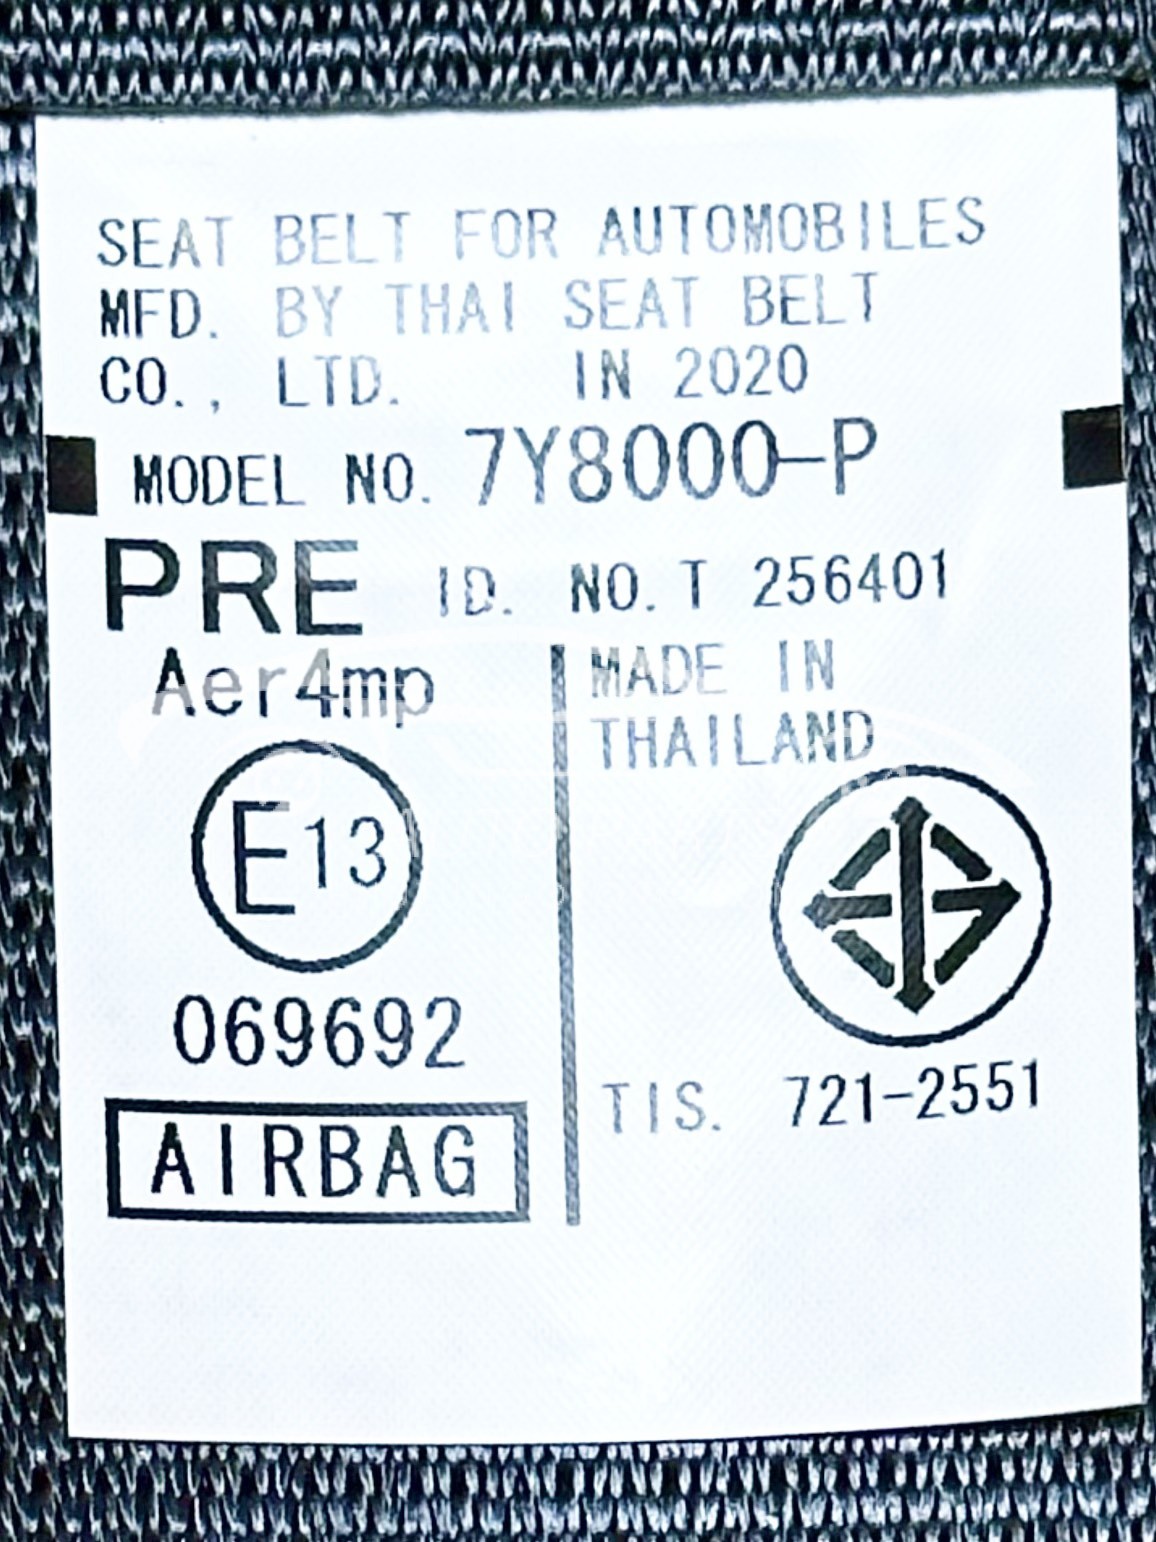 SEAT BELT FOR AUTOMOBILES
MFD. BY THAI SEAT BELT
CO., LTD. IN 2020
MODEL NO. 7Y8000-P
PRE ID. NO. T 256401
Aer4mp
E13
069692
AIRBAG
MADE IN
THAILAND
TIS. 721-2551